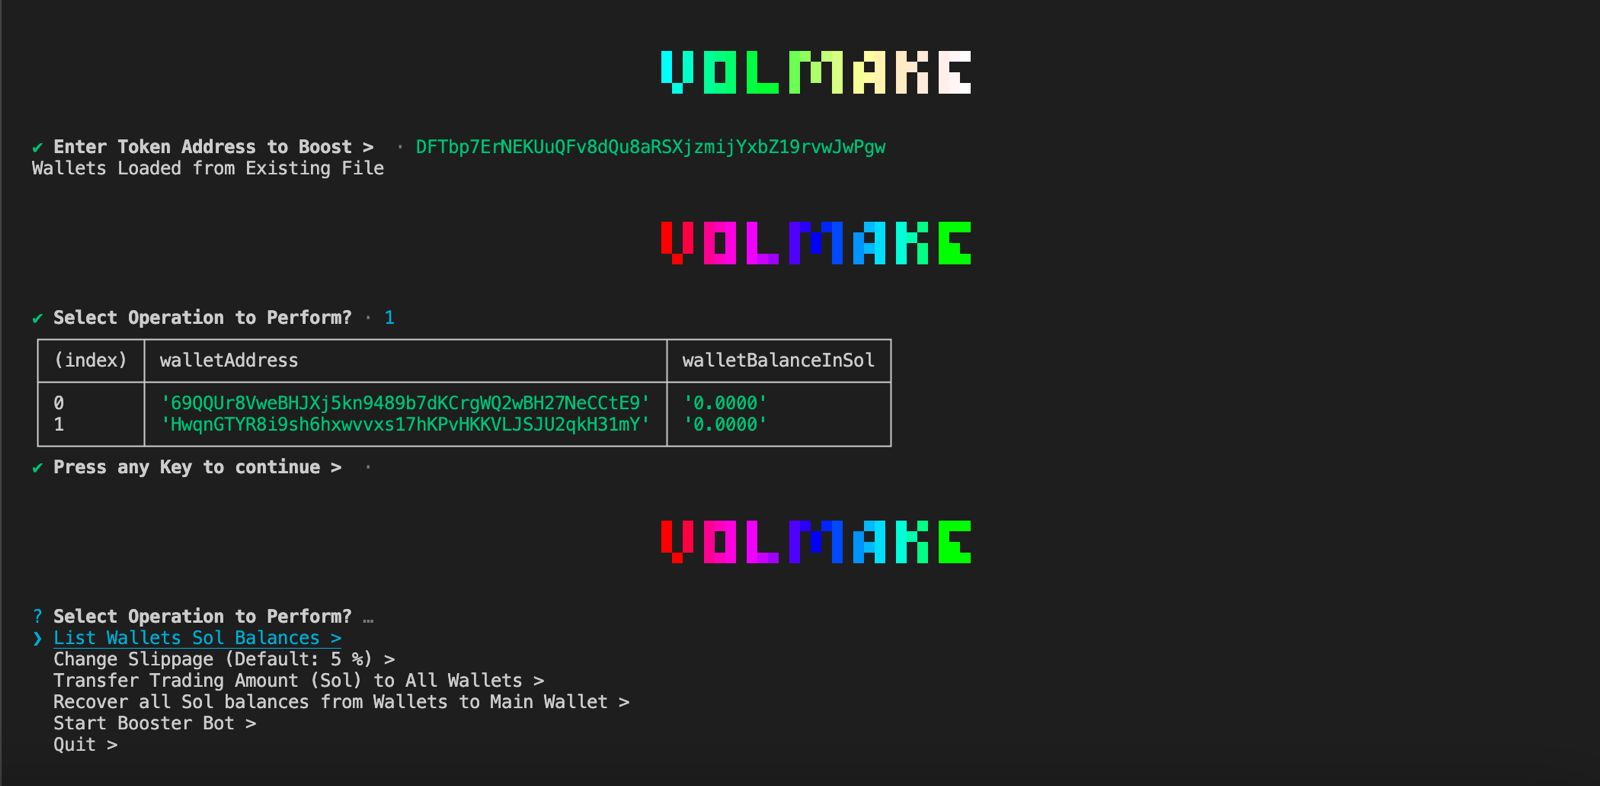 VOLMAKE
✔ Enter Token Address to Boost > · DFTbp7ErNEKUuQFv8dQu8aRSXjzmijYxbZ19rvwJwPgw
Wallets Loaded from Existing File
VOLMAKE
✔ Select Operation to Perform? · 1
(index) walletAddress walletBalanceInSol
0 '69QQUr8VweBHJXj5kn9489b7dKCrgWQ2wBH27NeCCtE9' '0.0000'
1 'HwqnGTYR8i9sh6hxwvvxs17hKPvHKKVLJSJU2qkH31mY' '0.0000'
✔ Press any Key to continue > ·
VOLMAKE
? Select Operation to Perform? …
❯ List Wallets Sol Balances >
Change Slippage (Default: 5 %) >
Transfer Trading Amount (Sol) to All Wallets >
Recover all Sol balances from Wallets to Main Wallet >
Start Booster Bot >
Quit >